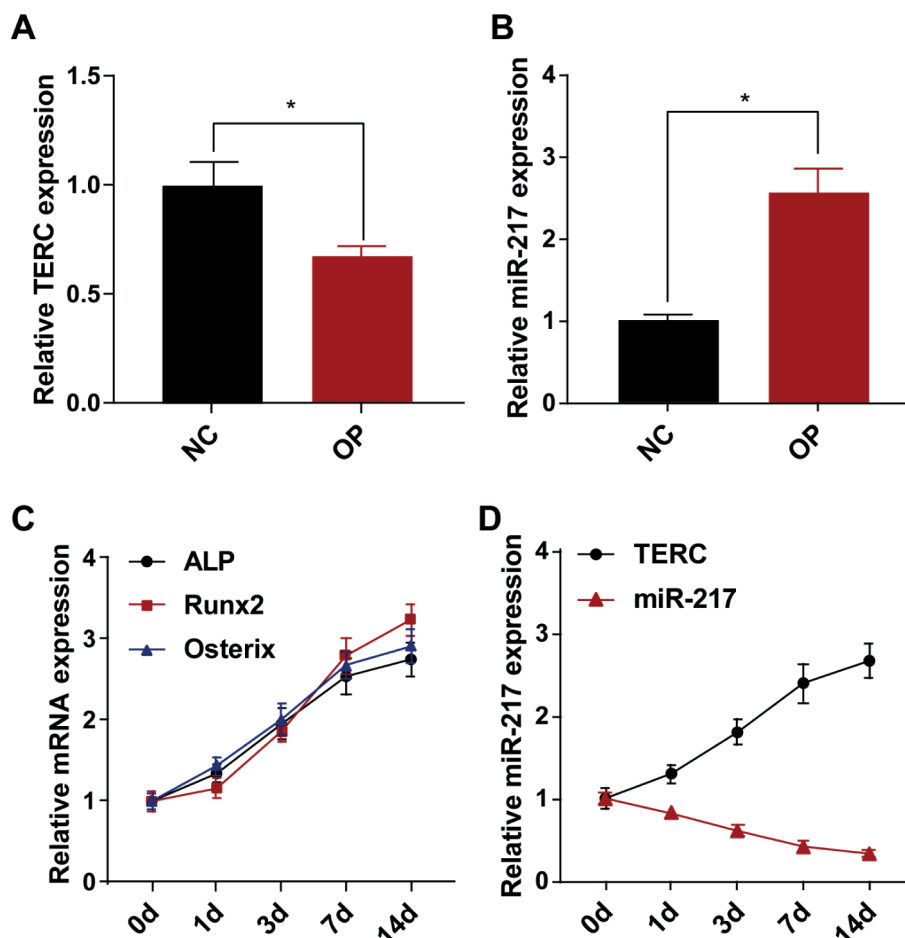 A
Relative TERC expression
1.5
1.0
0.5
0.0
*
NC
OP
B
Relative miR-217 expression
4
3
2
1
0
*
NC
OP
C
Relative mRNA expression
4
3
2
1
0
ALP
Runx2
Osterix
0d
1d
3d
7d
14d
D
Relative miR-217 expression
4
3
2
1
0
TERC
miR-217
0d
1d
3d
7d
14d